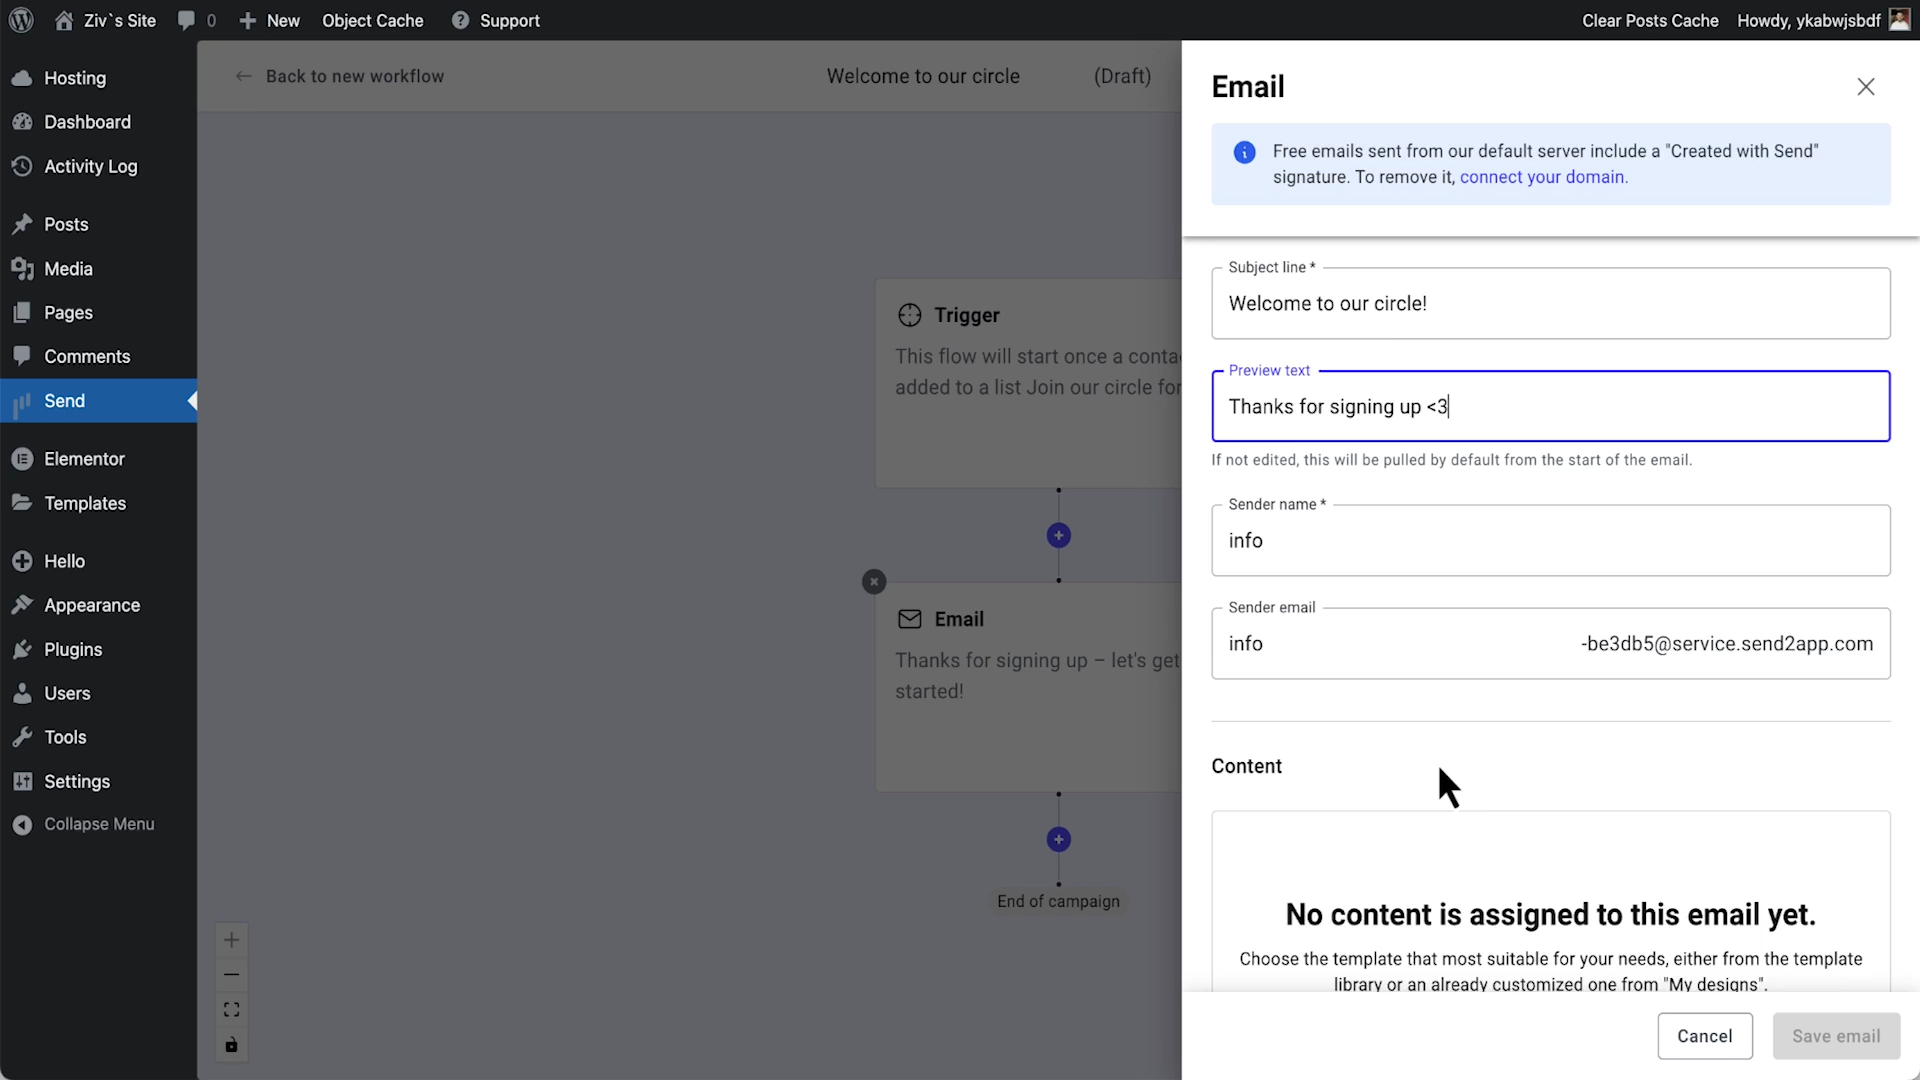 Ziv`s Site
0
New
Object Cache
Support
Clear Posts Cache
Howdy, ykabwjsbdf
Hosting
Dashboard
Activity Log
Posts
Media
Pages
Comments
Send
Elementor
Templates
Hello
Appearance
Plugins
Users
Tools
Settings
Collapse Menu
Back to new workflow
Welcome to our circle
(Draft)
Trigger
This flow will start once a conta
added to a list Join our circle for
Email
Thanks for signing up – let's get
started!
End of campaign
Email
Free emails sent from our default server include a "Created with Send"
signature. To remove it, connect your domain.
Subject line *
Welcome to our circle!
Preview text
Thanks for signing up <3
If not edited, this will be pulled by default from the start of the email.
Sender name *
info
Sender email
info
-be3db5@service.send2app.com
Content
No content is assigned to this email yet.
Choose the template that most suitable for your needs, either from the template
library or an already customized one from "My designs".
Cancel
Save email